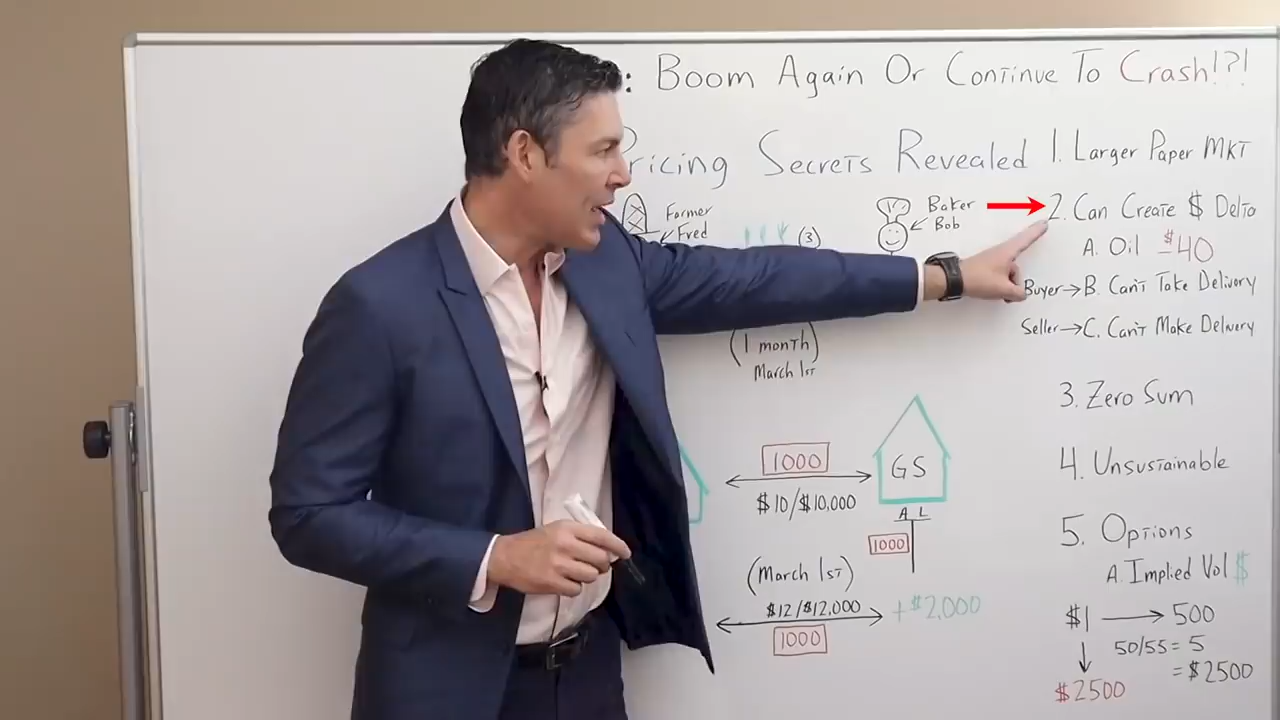 : Boom Again Or Continue To Crash!?!
Pricing Secrets Revealed
1. Larger Paper MKT
Farmer
Fred
(3)
Baker
Bob
2. Can Create $ Delta
A. Oil -$40
Buyer→B. Can't Take Delivery
Seller→C. Can't Make Delivery
(1 month)
March 1st
3. Zero Sum
1000
GS
$10/$10,000
4. Unsustainable
A L
1000
5. Options
(March 1st)
A. Implied Vol $
$12/$12,000
+$2,000
1000
$1 → 500
50/55 = 5
= $2500
$2500